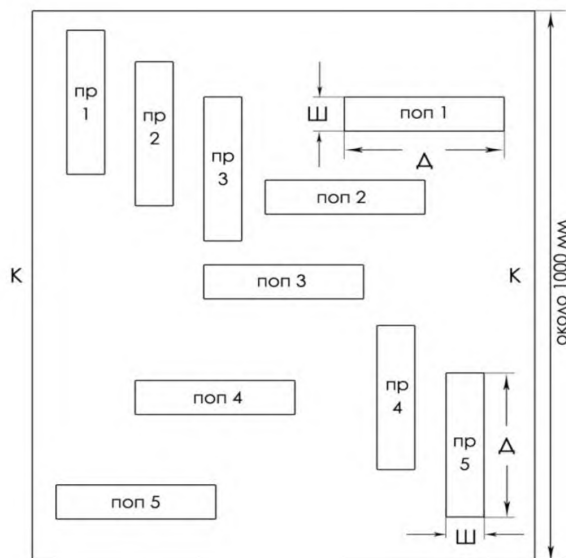 пр
1
пр
2
пр
3
Ш
поп 1
Д
поп 2
К
поп 3
К
около 1000 мм
поп 4
пр
4
пр
5
Д
поп 5
Ш